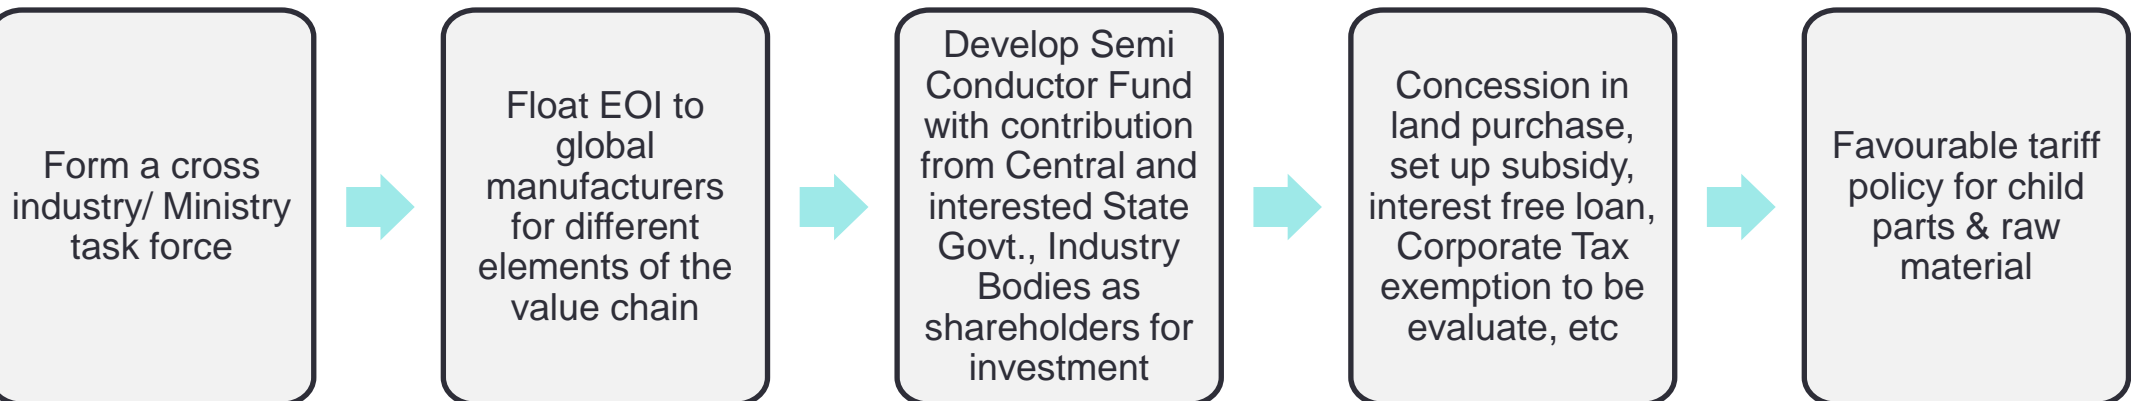 Form a cross
industry/ Ministry
task force
Float EOI to
global
manufacturers
for different
elements of the
value chain
Develop Semi
Conductor Fund
with contribution
from Central and
interested State
Govt., Industry
Bodies as
shareholders for
investment
Concession in
land purchase,
set up subsidy,
interest free loan,
Corporate Tax
exemption to be
evaluate, etc
Favourable tariff
policy for child
parts & raw
material